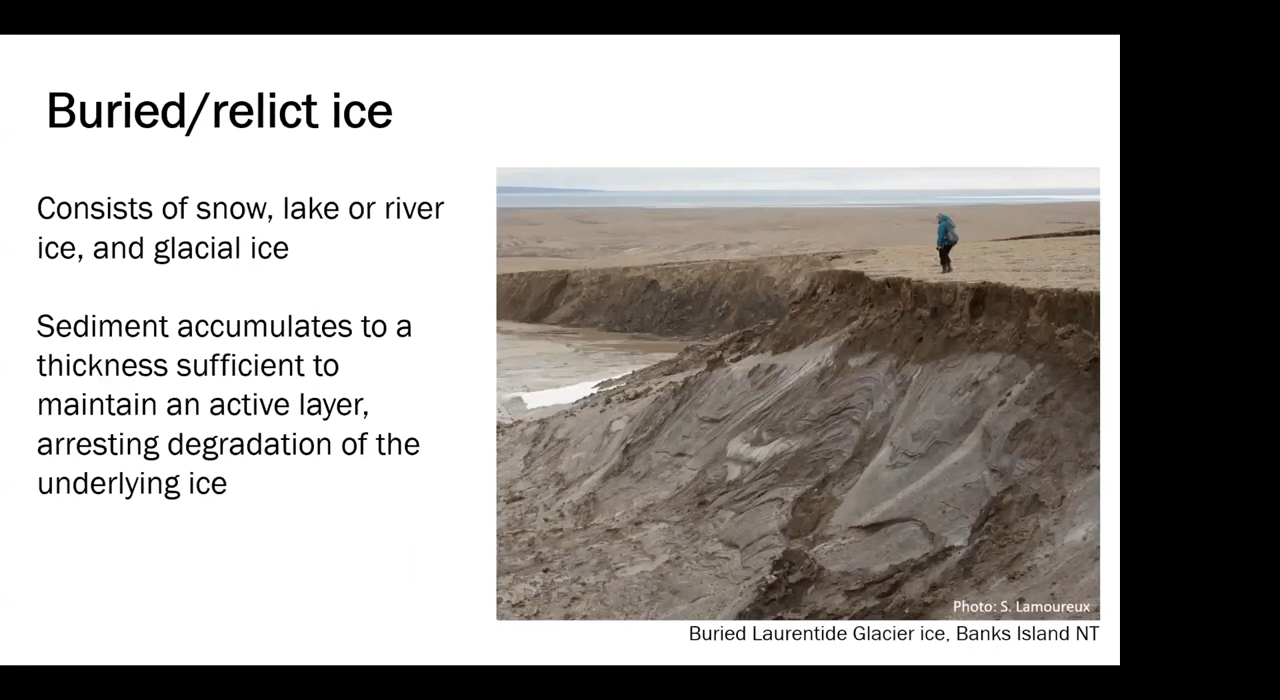 Buried/relict ice
Consists of snow, lake or river
ice, and glacial ice
Sediment accumulates to a
thickness sufficient to
maintain an active layer,
arresting degradation of the
underlying ice
Photo: S. Lamoureux
Buried Laurentide Glacier ice, Banks Island NT